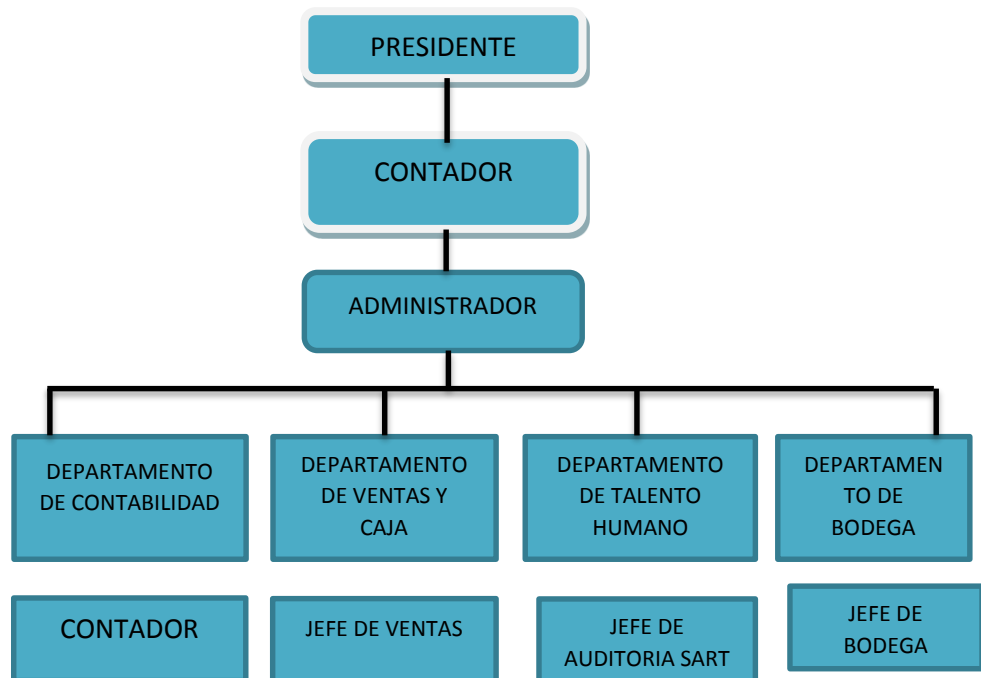 PRESIDENTE
CONTADOR
ADMINISTRADOR
DEPARTAMENTO
DE CONTABILIDAD
DEPARTAMENTO
DE VENTAS Y
CAJA
DEPARTAMENTO
DE TALENTO
HUMANO
DEPARTAMEN
TO DE
BODEGA
CONTADOR
JEFE DE VENTAS
JEFE DE
AUDITORIA SART
JEFE DE
BODEGA